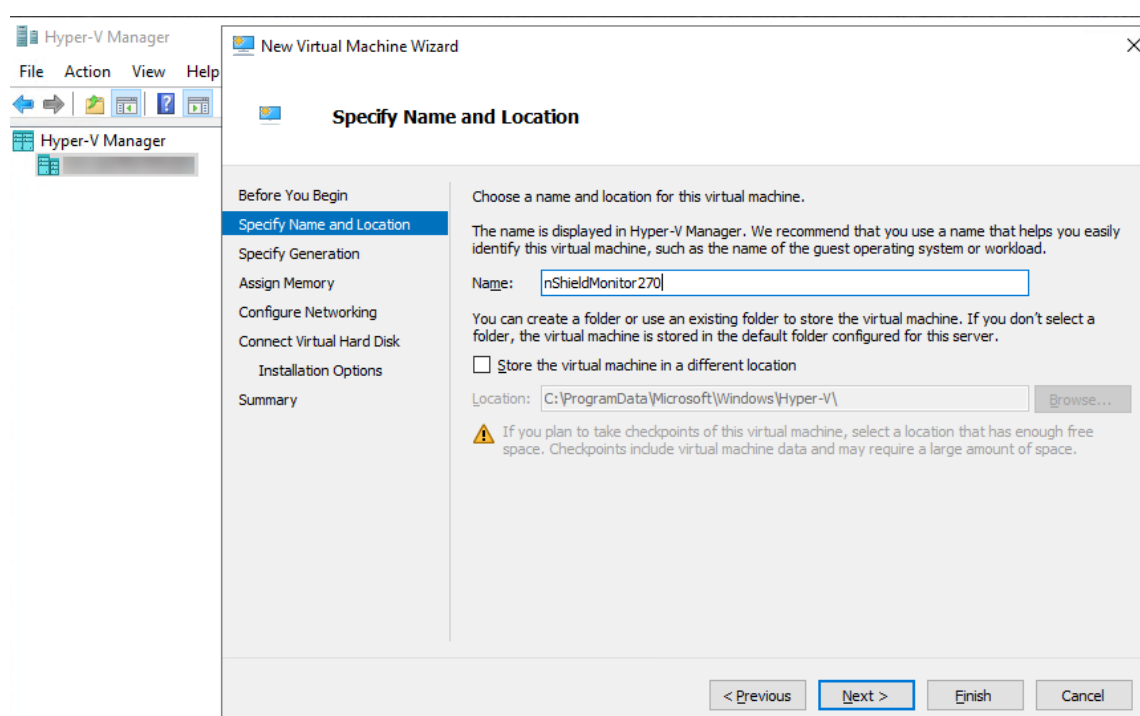 Hyper-V Manager
File Action View Help
Hyper-V Manager
New Virtual Machine Wizard
Specify Name and Location
Before You Begin
Specify Name and Location
Specify Generation
Assign Memory
Configure Networking
Connect Virtual Hard Disk
Installation Options
Summary
Choose a name and location for this virtual machine.
The name is displayed in Hyper-V Manager. We recommend that you use a name that helps you easily
identify this virtual machine, such as the name of the guest operating system or workload.
Name: nShieldMonitor270
You can create a folder or use an existing folder to store the virtual machine. If you don't select a
folder, the virtual machine is stored in the default folder configured for this server.
Store the virtual machine in a different location
Location: C:\ProgramData\Microsoft\Windows\Hyper-V\ Browse...
If you plan to take checkpoints of this virtual machine, select a location that has enough free
space. Checkpoints include virtual machine data and may require a large amount of space.
< Previous Next > Finish Cancel